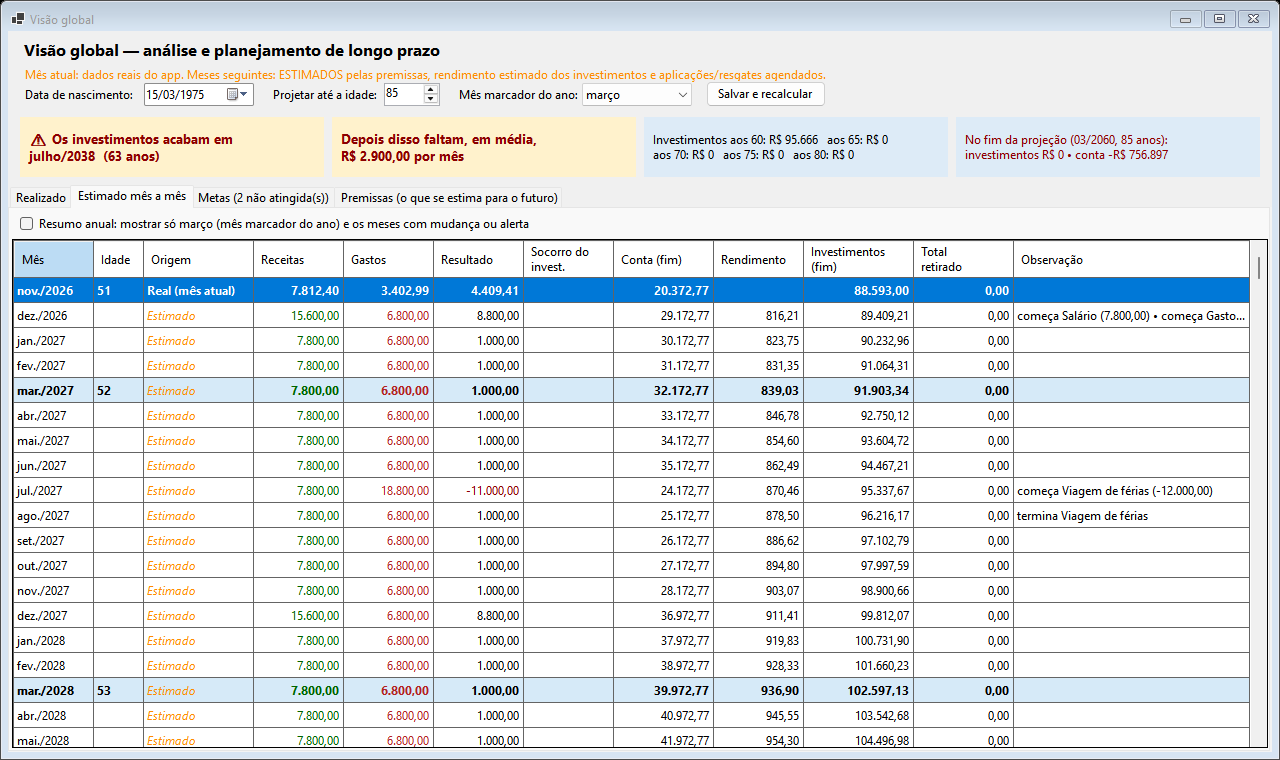 Visão global
Visão global — análise e planejamento de longo prazo
Mês atual: dados reais do app. Meses seguintes: ESTIMADOS pelas premissas, rendimento estimado dos investimentos e aplicações/resgates agendados.
Data de nascimento: 15/03/1975 Projetar até a idade: 85 Mês marcador do ano: março Salvar e recalcular
⚠ Os investimentos acabam em
julho/2038 (63 anos)
Depois disso faltam, em média,
R$ 2.900,00 por mês
Investimentos aos 60: R$ 95.666 aos 65: R$ 0
aos 70: R$ 0 aos 75: R$ 0 aos 80: R$ 0
No fim da projeção (03/2060, 85 anos):
investimentos R$ 0 • conta -R$ 756.897
Realizado Estimado mês a mês Metas (2 não atingida(s)) Premissas (o que se estima para o futuro)
Resumo anual: mostrar só março (mês marcador do ano) e os meses com mudança ou alerta
Mês Idade Origem Receitas Gastos Resultado Socorro do invest. Conta (fim) Rendimento Investimentos (fim) Total retirado Observação
nov./2026 51 Real (mês atual) 7.812,40 3.402,99 4.409,41 20.372,77 88.593,00 0,00
dez./2026 Estimado 15.600,00 6.800,00 8.800,00 29.172,77 816,21 89.409,21 0,00 começa Salário (7.800,00) • começa Gasto...
jan./2027 Estimado 7.800,00 6.800,00 1.000,00 30.172,77 823,75 90.232,96 0,00
fev./2027 Estimado 7.800,00 6.800,00 1.000,00 31.172,77 831,35 91.064,31 0,00
mar./2027 52 Estimado 7.800,00 6.800,00 1.000,00 32.172,77 839,03 91.903,34 0,00
abr./2027 Estimado 7.800,00 6.800,00 1.000,00 33.172,77 846,78 92.750,12 0,00
mai./2027 Estimado 7.800,00 6.800,00 1.000,00 34.172,77 854,60 93.604,72 0,00
jun./2027 Estimado 7.800,00 6.800,00 1.000,00 35.172,77 862,49 94.467,21 0,00
jul./2027 Estimado 7.800,00 18.800,00 -11.000,00 24.172,77 870,46 95.337,67 0,00 começa Viagem de férias (-12.000,00)
ago./2027 Estimado 7.800,00 6.800,00 1.000,00 25.172,77 878,50 96.216,17 0,00 termina Viagem de férias
set./2027 Estimado 7.800,00 6.800,00 1.000,00 26.172,77 886,62 97.102,79 0,00
out./2027 Estimado 7.800,00 6.800,00 1.000,00 27.172,77 894,80 97.997,59 0,00
nov./2027 Estimado 7.800,00 6.800,00 1.000,00 28.172,77 903,07 98.900,66 0,00
dez./2027 Estimado 15.600,00 6.800,00 8.800,00 36.972,77 911,41 99.812,07 0,00
jan./2028 Estimado 7.800,00 6.800,00 1.000,00 37.972,77 919,83 100.731,90 0,00
fev./2028 Estimado 7.800,00 6.800,00 1.000,00 38.972,77 928,33 101.660,23 0,00
mar./2028 53 Estimado 7.800,00 6.800,00 1.000,00 39.972,77 936,90 102.597,13 0,00
abr./2028 Estimado 7.800,00 6.800,00 1.000,00 40.972,77 945,55 103.542,68 0,00
mai./2028 Estimado 7.800,00 6.800,00 1.000,00 41.972,77 954,30 104.496,98 0,00